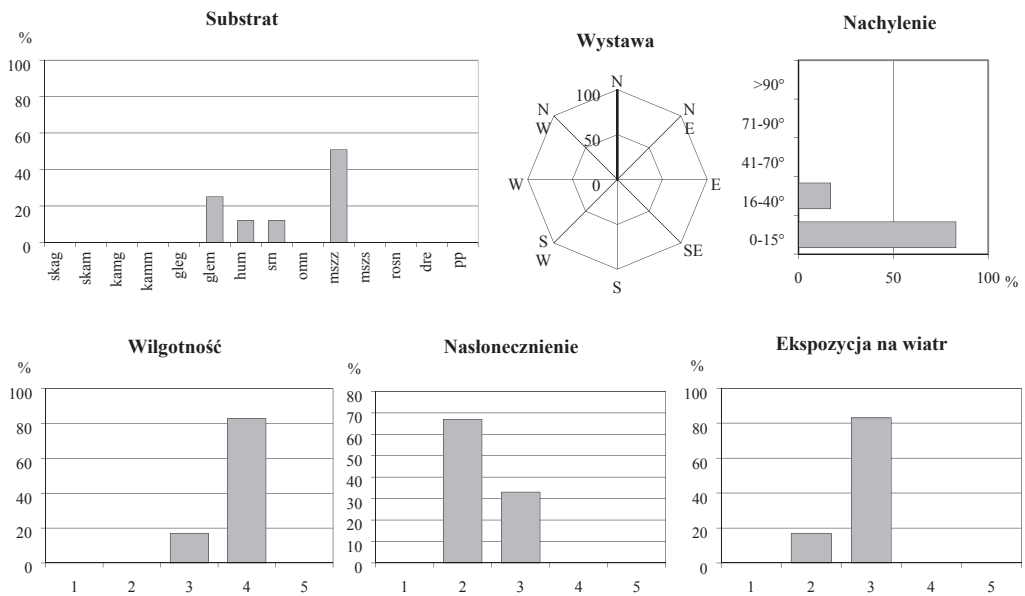 Substrat
%
100
80
60
40
20
0
skag
skam
kamg
kamm
gleg
glem
hum
srn
omn
mszz
mszs
rosn
dre
pp
Wystawa
N
N
E
E
SE
S
S
W
W
N
W
100
50
0
Nachylenie
>90°
71-90°
41-70°
16-40°
0-15°
0 50 100 %
Wilgotność
%
100
80
60
40
20
0
1 2 3 4 5
Nasłonecznienie
%
80
70
60
50
40
30
20
10
0
1 2 3 4 5
Ekspozycja na wiatr
%
100
80
60
40
20
0
1 2 3 4 5